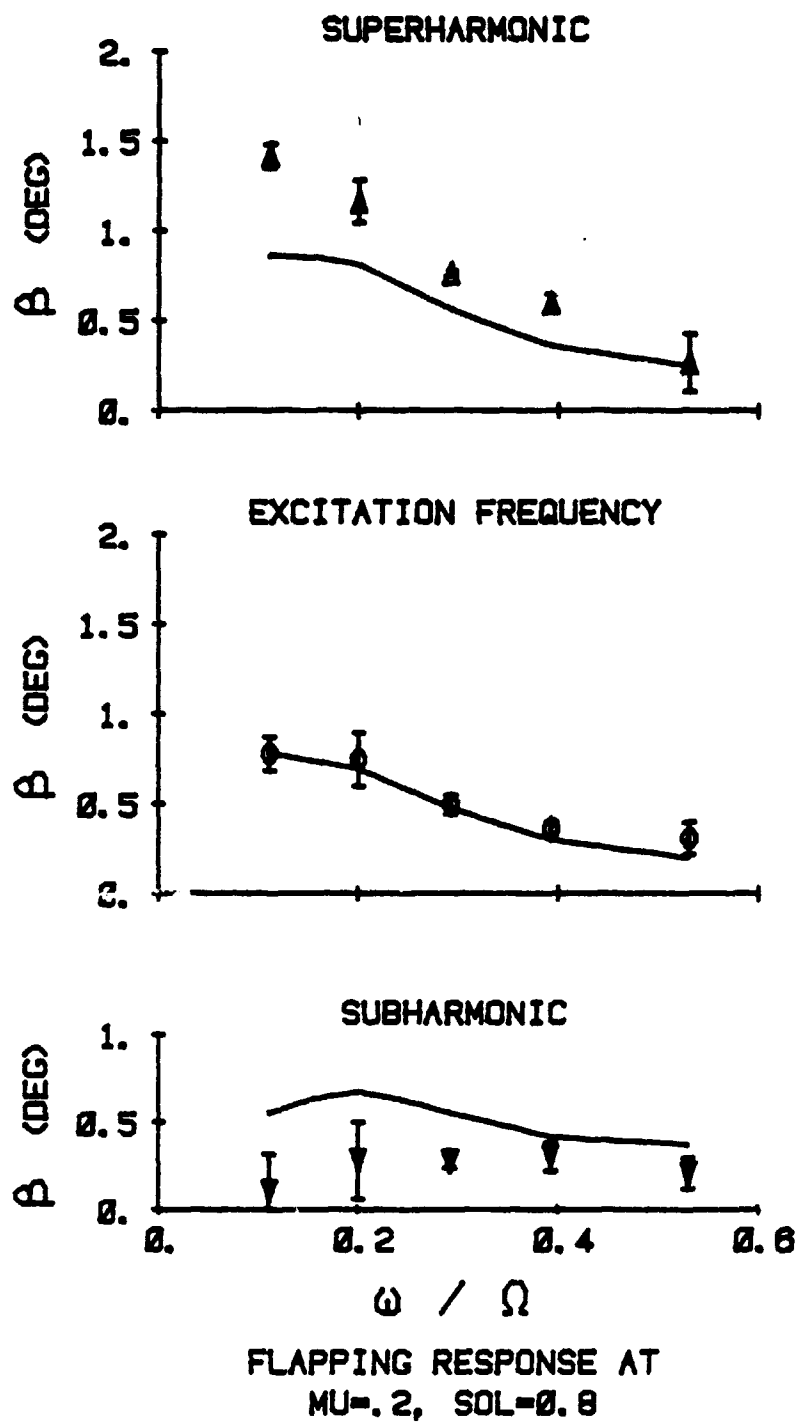 SUPERHARMONIC
2.
1.5
1.
0.5
0.
β (DEG)
EXCITATION FREQUENCY
2.
1.5
1.
0.5
0.
β (DEG)
SUBHARMONIC
1.
0.5
0.
β (DEG)
0. 0.2 0.4 0.6
ω / Ω
FLAPPING RESPONSE AT
MU=.2, SOL=0.8